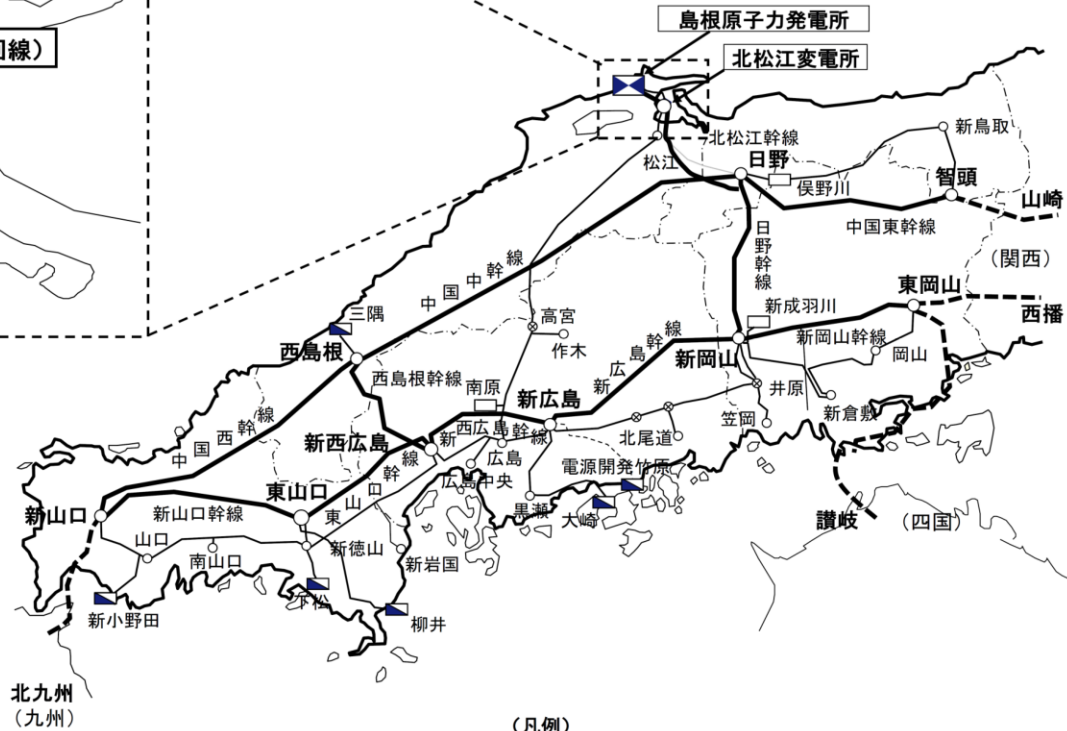 島根原子力発電所
回線）
北松江変電所
北松江幹線
新鳥取
松江
日野
俣野川
智頭
山崎
中国東幹線
（関西）
日野幹線
中国中幹線
東岡山
新成羽川
西播
三隅
高宮
新岡山幹線
西島根
作木
新広島幹線
新岡山
岡山
西島根幹線
南原
新広島
井原
新倉敷
中国西幹線
新西広島
新西広島幹線
北尾道
笠岡
広島
広島中央
電源開発竹原
東山口
東山口幹線
新山口
新山口幹線
黒瀬
大崎
讃岐
（四国）
山口
南山口
新徳山
新岩国
下松
新小野田
柳井
北九州
（九州）
（凡例）